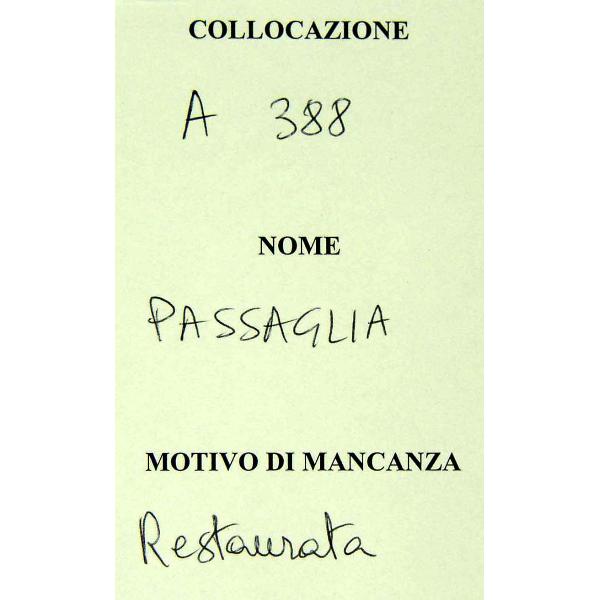 COLLOCAZIONE
A 388
NOME
PASSAGLIA
MOTIVO DI MANCANZA
Restaurata